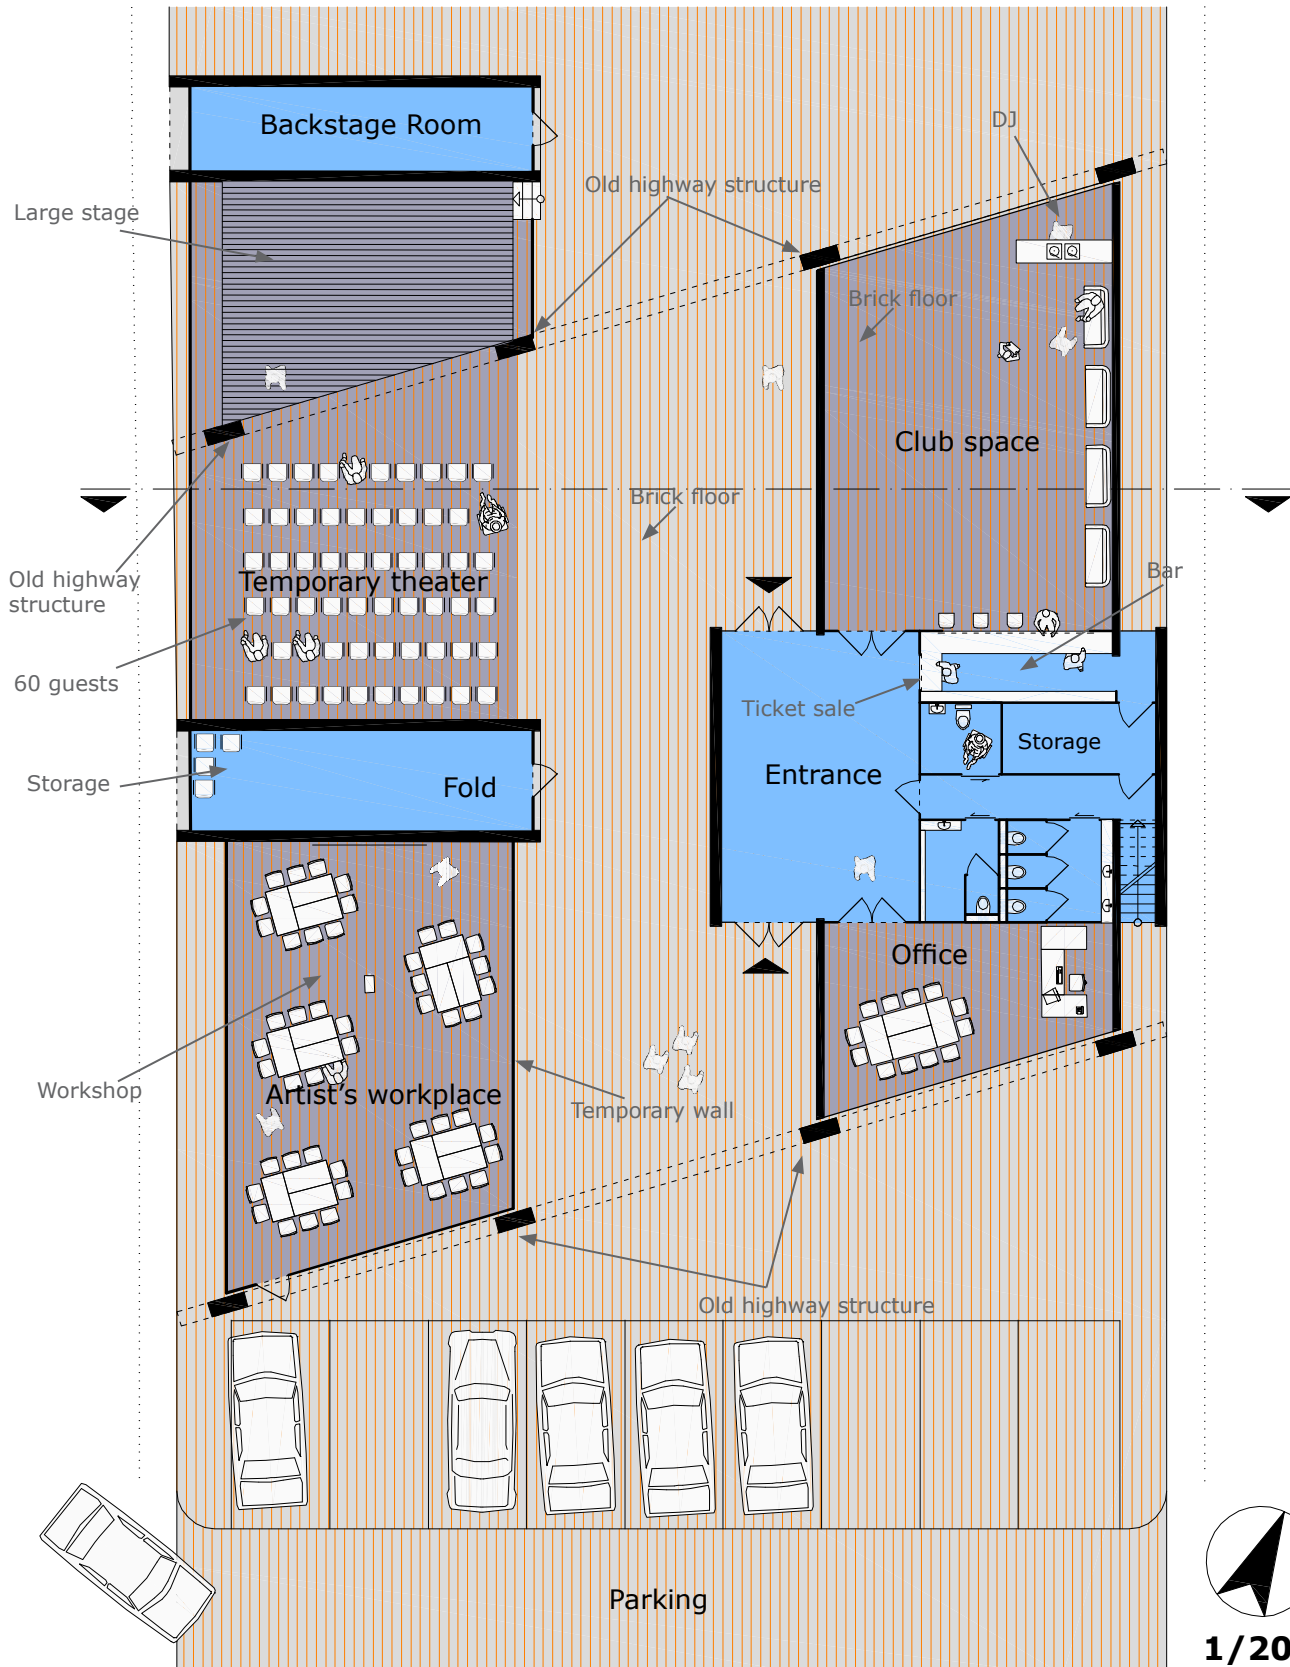 Backstage Room
DJ
Old highway structure
Large stage
Brick floor
Club space
Brick floor
Old highway
structure
Temporary theater
Bar
60 guests
Ticket sale
Storage
Entrance
Storage
Fold
Office
Workshop
Artist's workplace
Temporary wall
Old highway structure
Parking
1/20